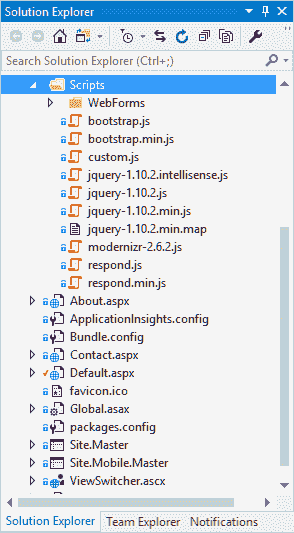 Solution Explorer
Search Solution Explorer (Ctrl+;)
Scripts
WebForms
bootstrap.js
bootstrap.min.js
custom.js
jquery-1.10.2.intellisense.js
jquery-1.10.2.js
jquery-1.10.2.min.js
jquery-1.10.2.min.map
modernizr-2.6.2.js
respond.js
respond.min.js
About.aspx
ApplicationInsights.config
Bundle.config
Contact.aspx
Default.aspx
favicon.ico
Global.asax
packages.config
Site.Master
Site.Mobile.Master
ViewSwitcher.ascx
Solution Explorer Team Explorer Notifications